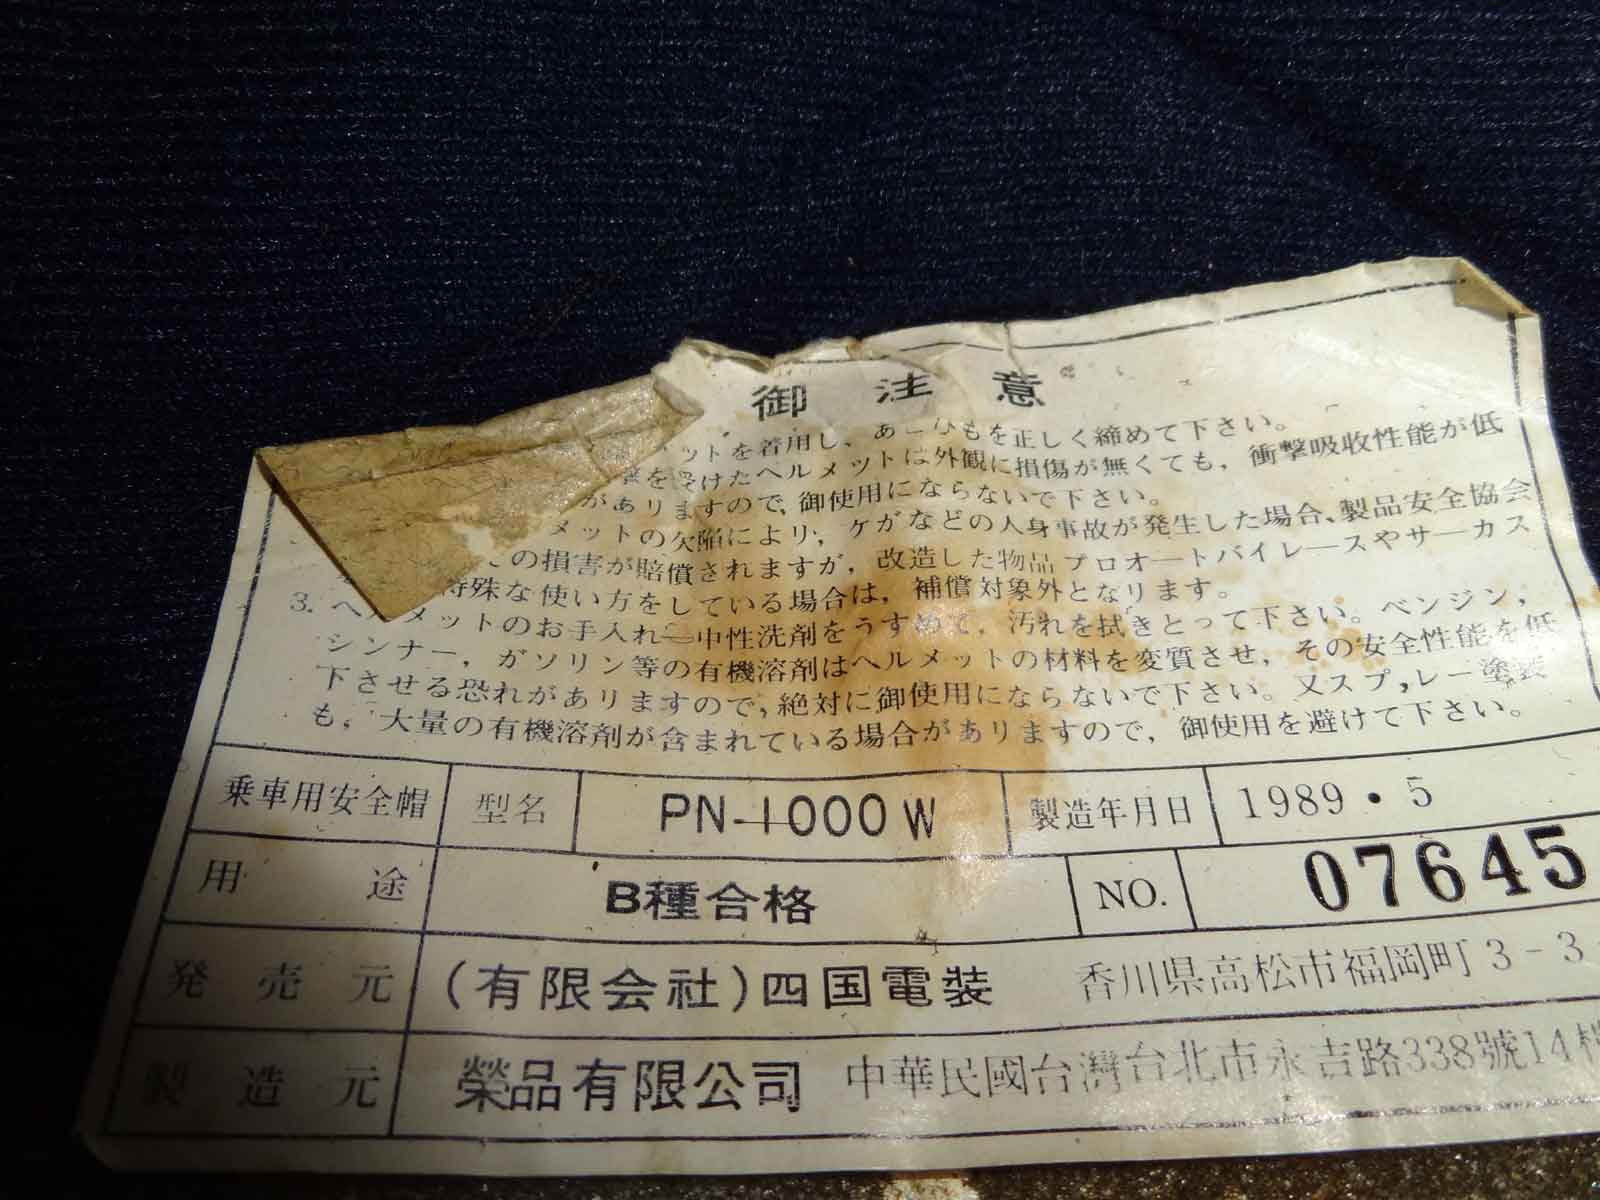 御注意
ットを着用し、あごひもを正しく締めて下さい。
撃を受けたヘルメットは外観に損傷が無くても、衝撃吸収性能が低
がありますので、御使用にならないで下さい。
メットの欠陥により、ケガなどの人身事故が発生した場合、製品安全協会
の損害が賠償されますが、改造した物品プロオートバイレースやサーカス
特殊な使い方をしている場合は、補償対象外となります。
3. ヘルメットのお手入れ 中性洗剤をうすめて、汚れを拭きとって下さい。ベンジン,
シンナー, ガソリン等の有機溶剤はヘルメットの材料を変質させ, その安全性能を低
下させる恐れがありますので,絶対に御使用にならないで下さい。又スプ,レー塗装
も, 大量の有機溶剤が含まれている場合がありますので, 御使用を避けて下さい。
乗車用安全帽 型名 PN-1000W 製造年月日 1989・5
用途 B種合格 NO. 07645
発売元 (有限会社)四国電装 香川県高松市福岡町3-3
製造元 榮品有限公司 中華民國台灣台北市永吉路338號14